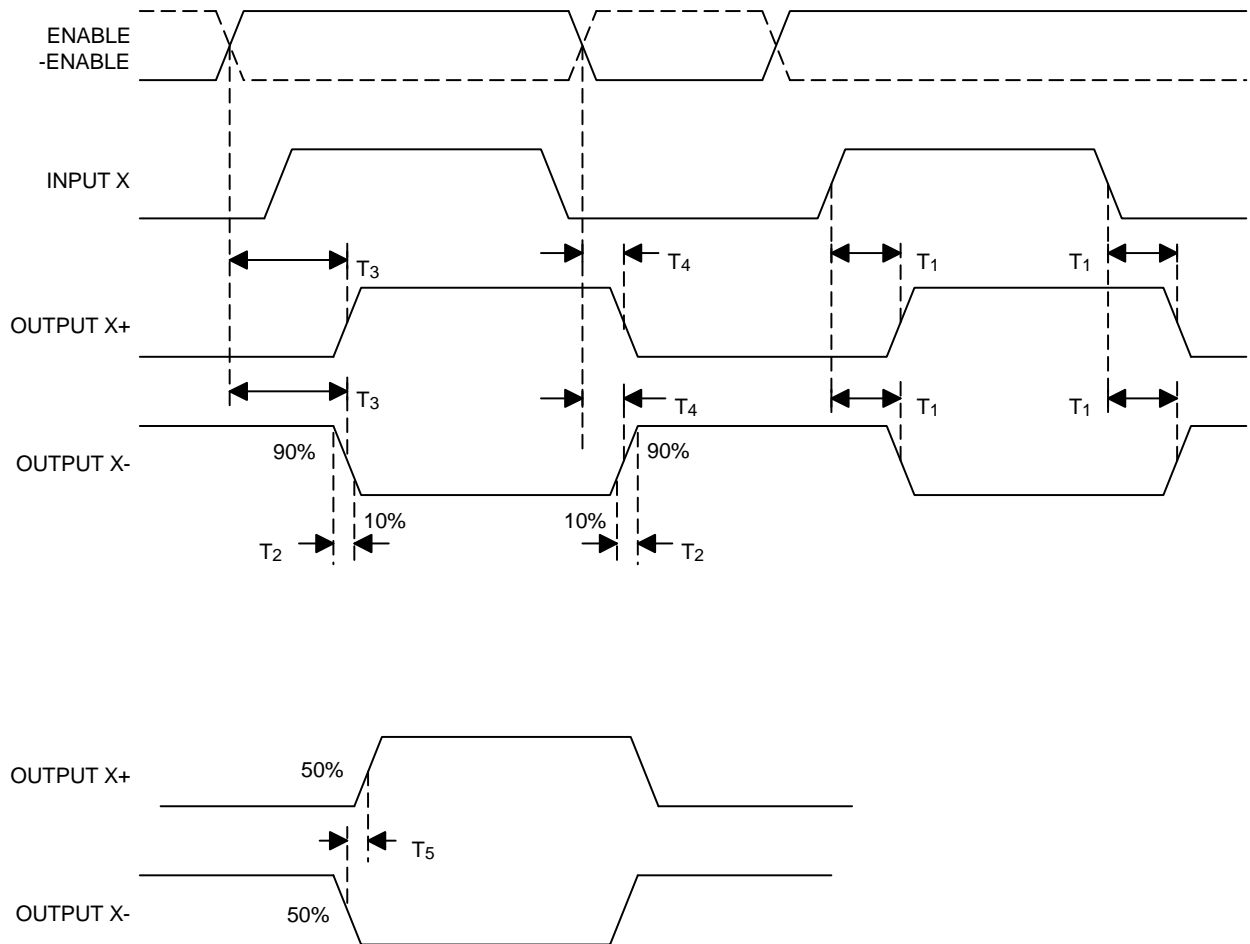 ENABLE
-ENABLE
INPUT X
T3 T4 T1 T1
OUTPUT X+
T3 T4 T1 T1
OUTPUT X-
90% 90%
10% 10%
T2 T2
OUTPUT X+
50%
T5
OUTPUT X-
50%